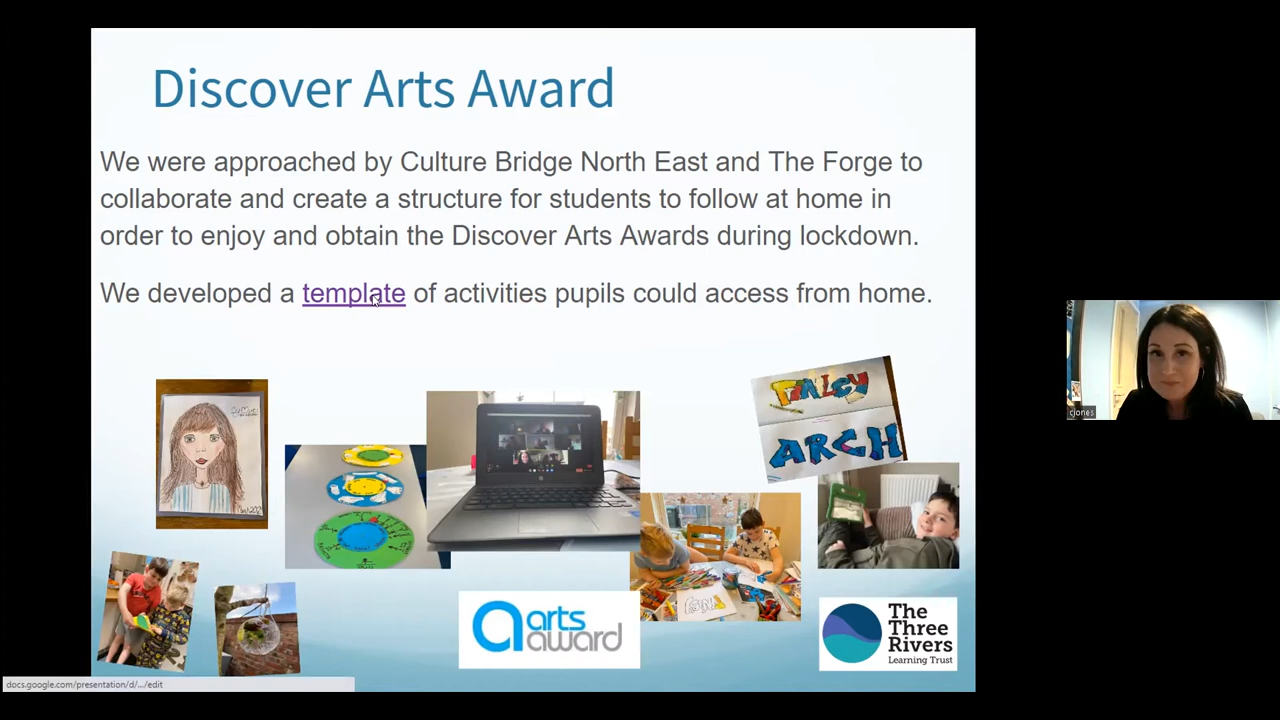 Discover Arts Award
We were approached by Culture Bridge North East and The Forge to
collaborate and create a structure for students to follow at home in
order to enjoy and obtain the Discover Arts Awards during lockdown.
We developed a template of activities pupils could access from home.
FINLEY
ARCH
arts
award
The
Three
Rivers
Learning Trust
cjones
docs.google.com/presentation/d/.../edit